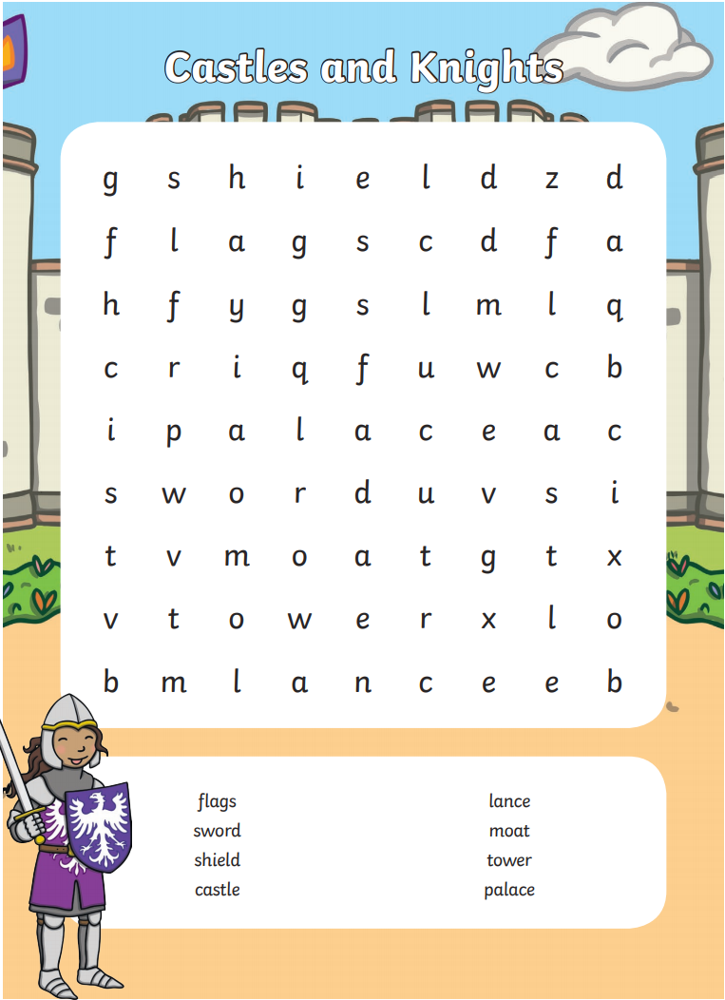 Castles and Knights
g s h i e l d z d
f l a g s c d f a
h f y g s l m l q
c r i q f u w c b
i p a l a c e a c
s w o r d u v s i
t v m o a t g t x
v t o w e r x l o
b m l a n c e e b
flags lance
sword moat
shield tower
castle palace